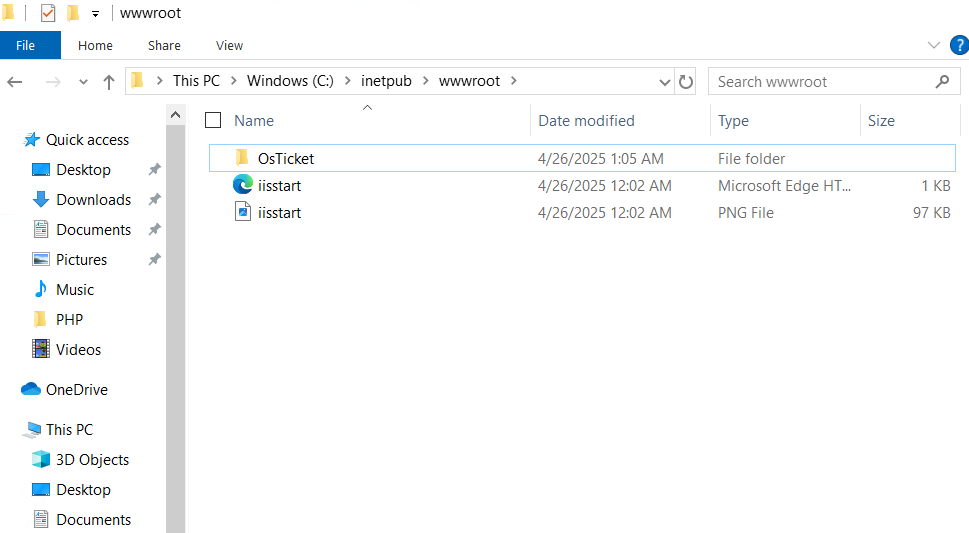 wwwroot
File Home Share View ?
This PC Windows (C:) inetpub wwwroot Search wwwroot
Name Date modified Type Size
Quick access
Desktop
Downloads
Documents
Pictures
Music
PHP
Videos
OneDrive
This PC
3D Objects
Desktop
Documents
OsTicket 4/26/2025 1:05 AM File folder
iisstart 4/26/2025 12:02 AM Microsoft Edge HT... 1 KB
iisstart 4/26/2025 12:02 AM PNG File 97 KB